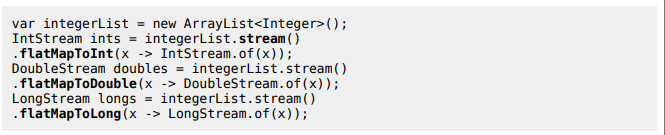 var integerList = new ArrayList<Integer>();
IntStream ints = integerList.stream()
.flatMapToInt(x -> IntStream.of(x));
DoubleStream doubles = integerList.stream()
.flatMapToDouble(x -> DoubleStream.of(x));
LongStream longs = integerList.stream()
.flatMapToLong(x -> LongStream.of(x));